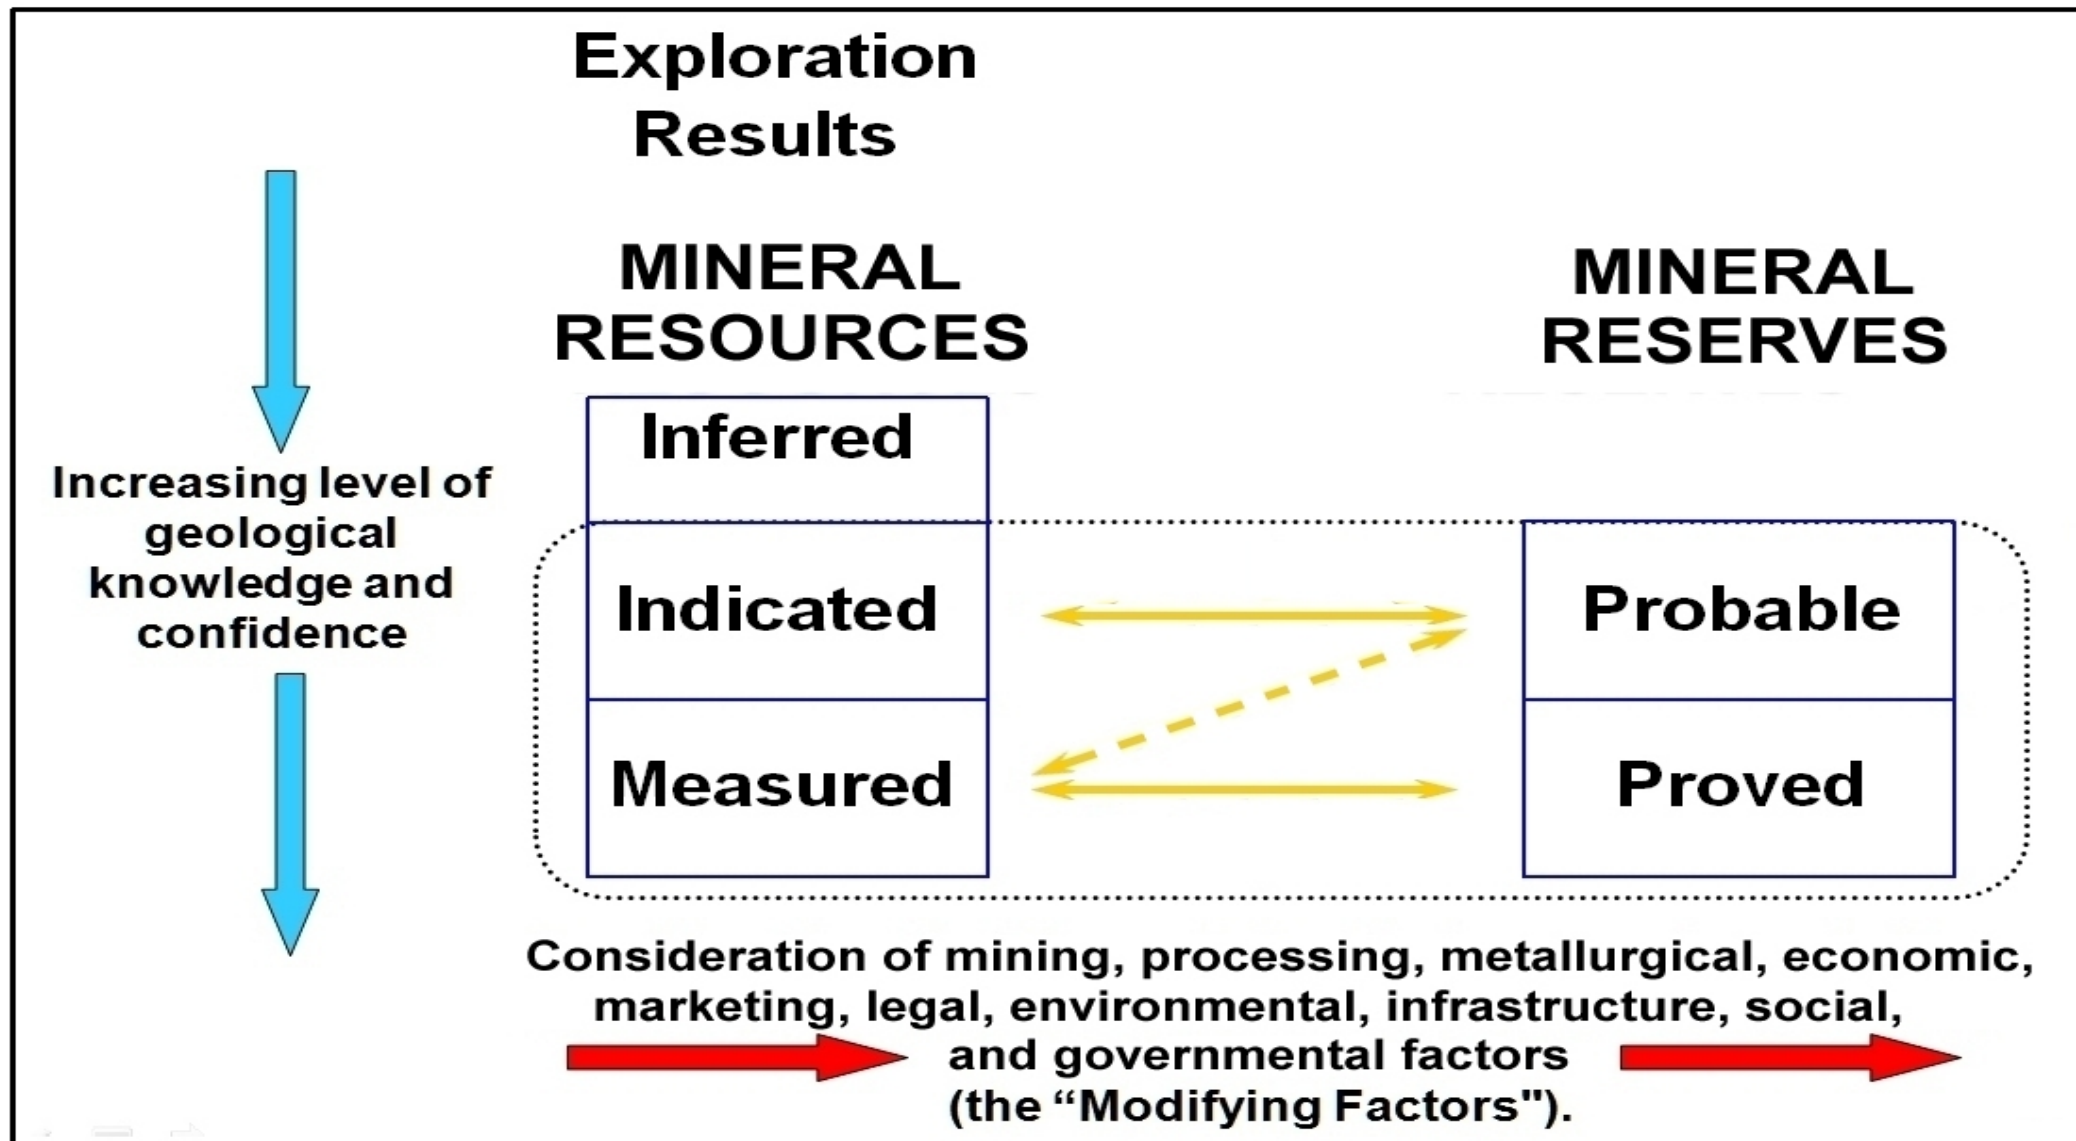 Exploration
Results
MINERAL
RESOURCES
MINERAL
RESERVES
Inferred
Increasing level of
geological
knowledge and
confidence
Indicated
Probable
Measured
Proved
Consideration of mining, processing, metallurgical, economic,
marketing, legal, environmental, infrastructure, social,
and governmental factors
(the “Modifying Factors").